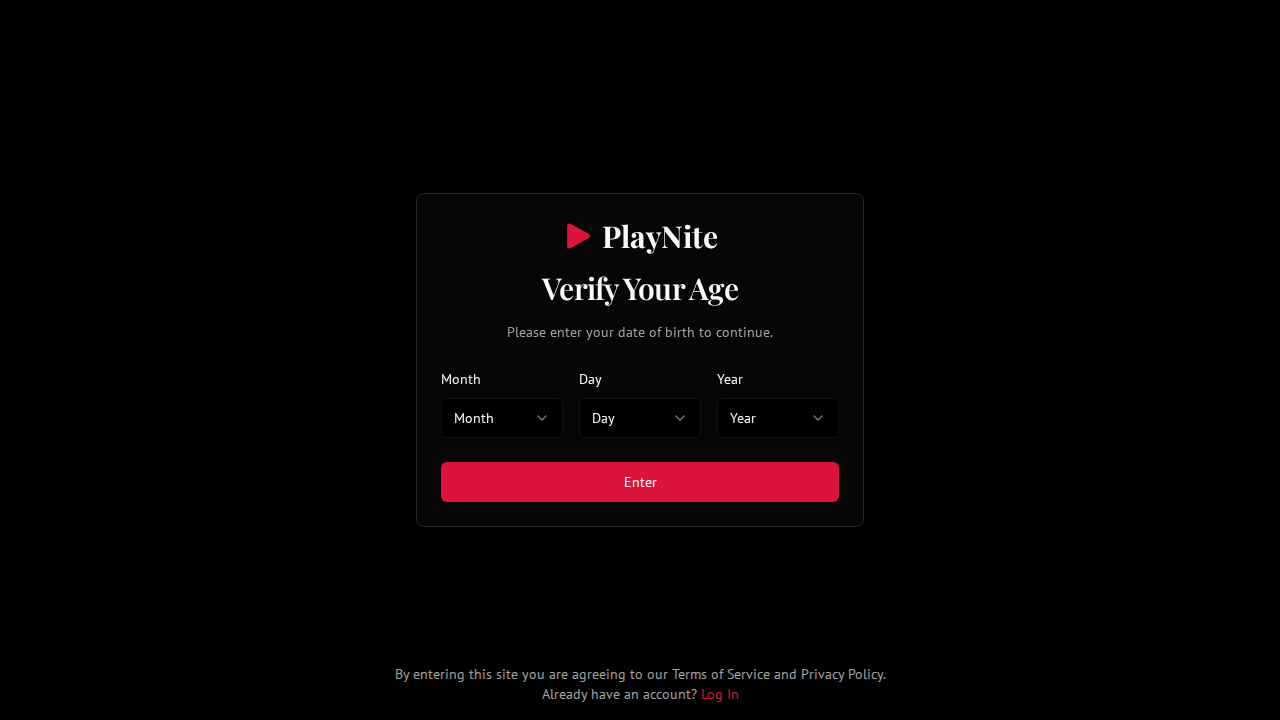 PlayNite
Verify Your Age
Please enter your date of birth to continue.
Month Day Year
Month Day Year
Enter
By entering this site you are agreeing to our Terms of Service and Privacy Policy.
Already have an account? Log In